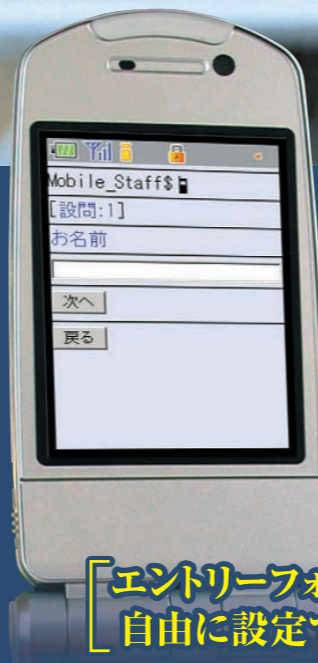 Mobile_Staff$
[設問:1]
お名前
次へ
戻る
エントリーフォ
自由に設定